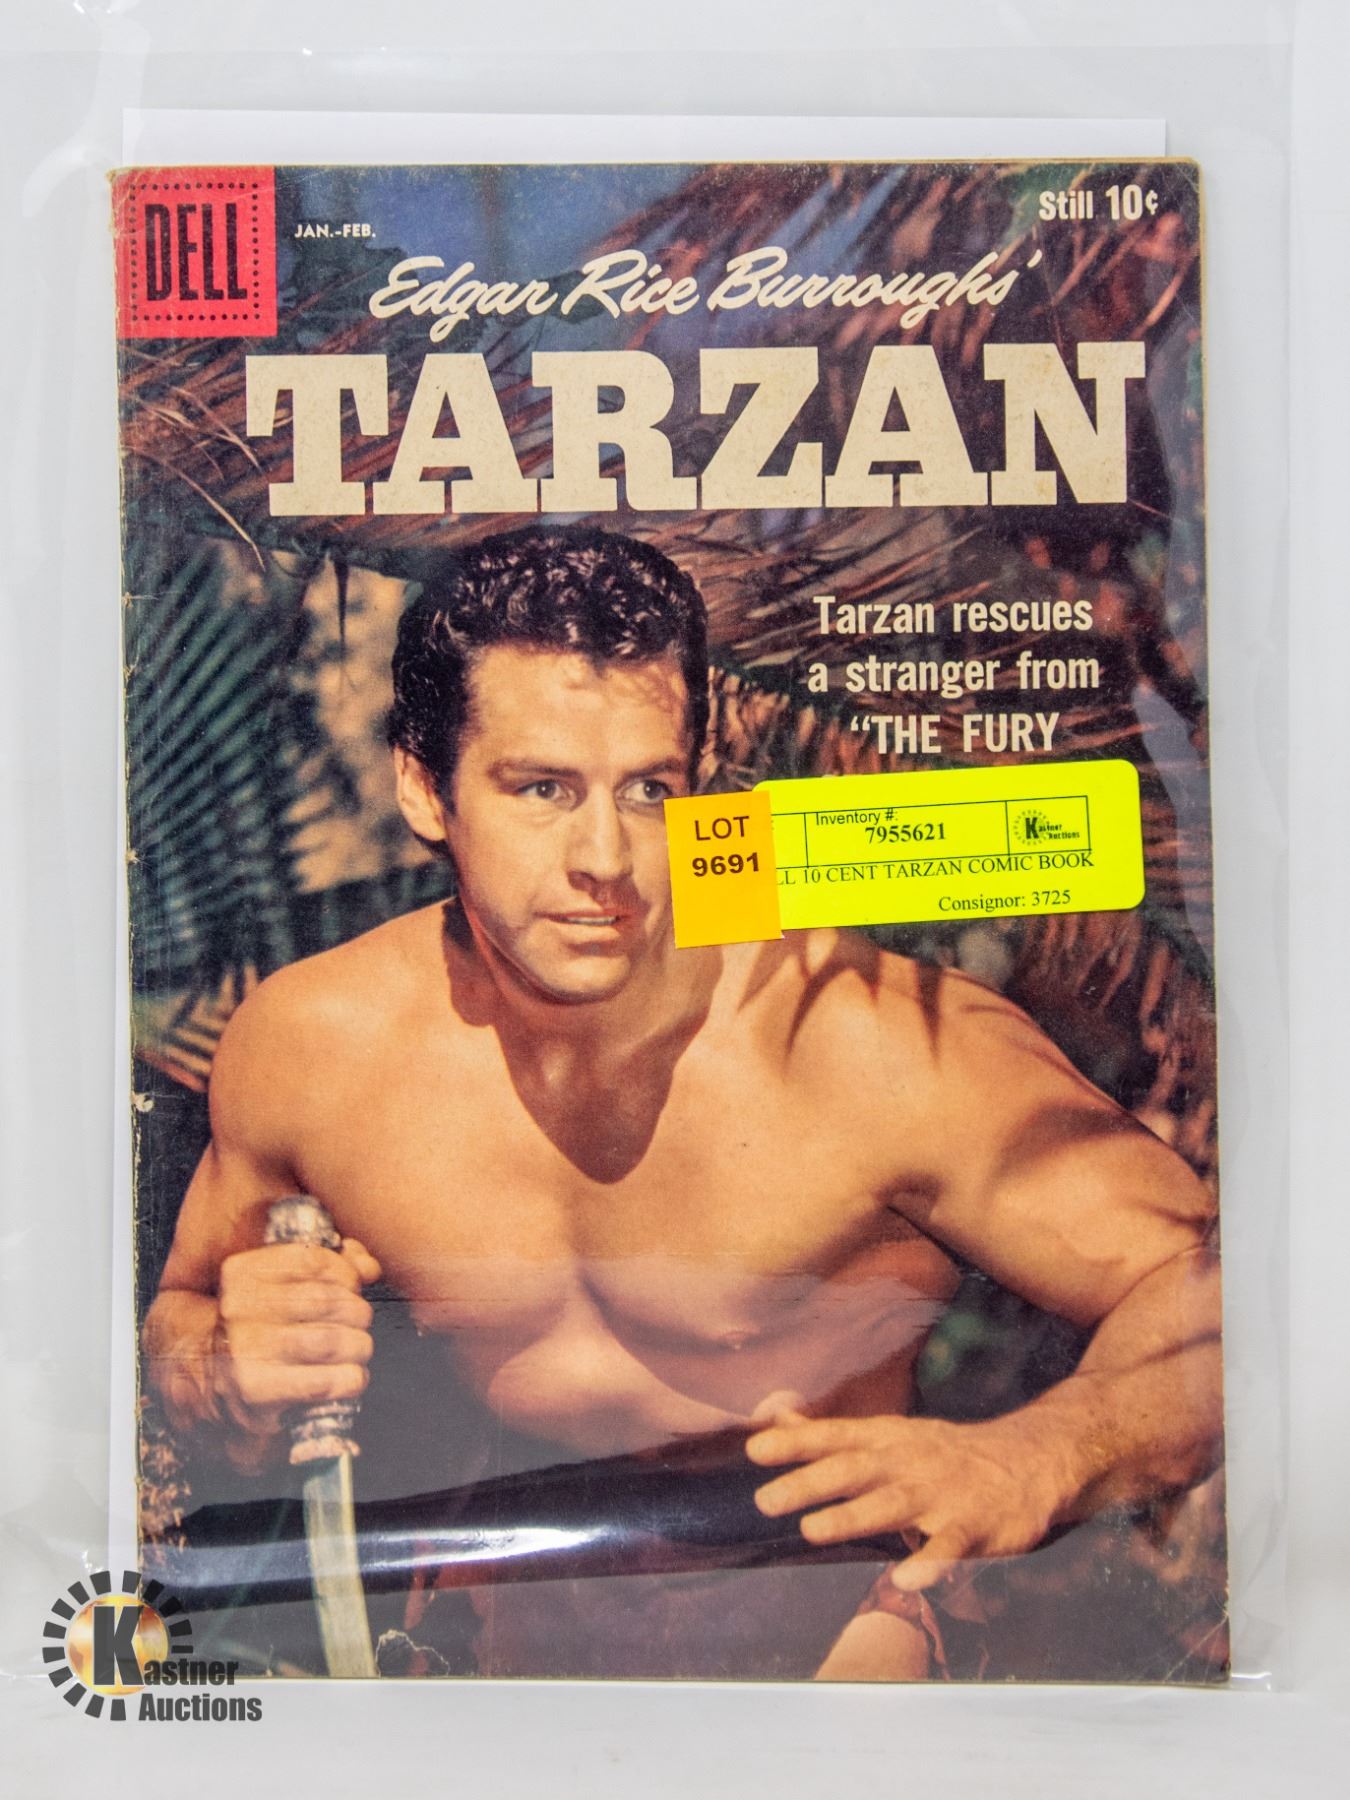 DELL
JAN.-FEB.
Still 10¢
Edgar Rice Burroughs'
TARZAN
Tarzan rescues
a stranger from
"THE FURY
LOT
9691
Inventory #:
7955621
Kastner
Auctions
LL 10 CENT TARZAN COMIC BOOK
Consignor: 3725
Kastner
Auctions